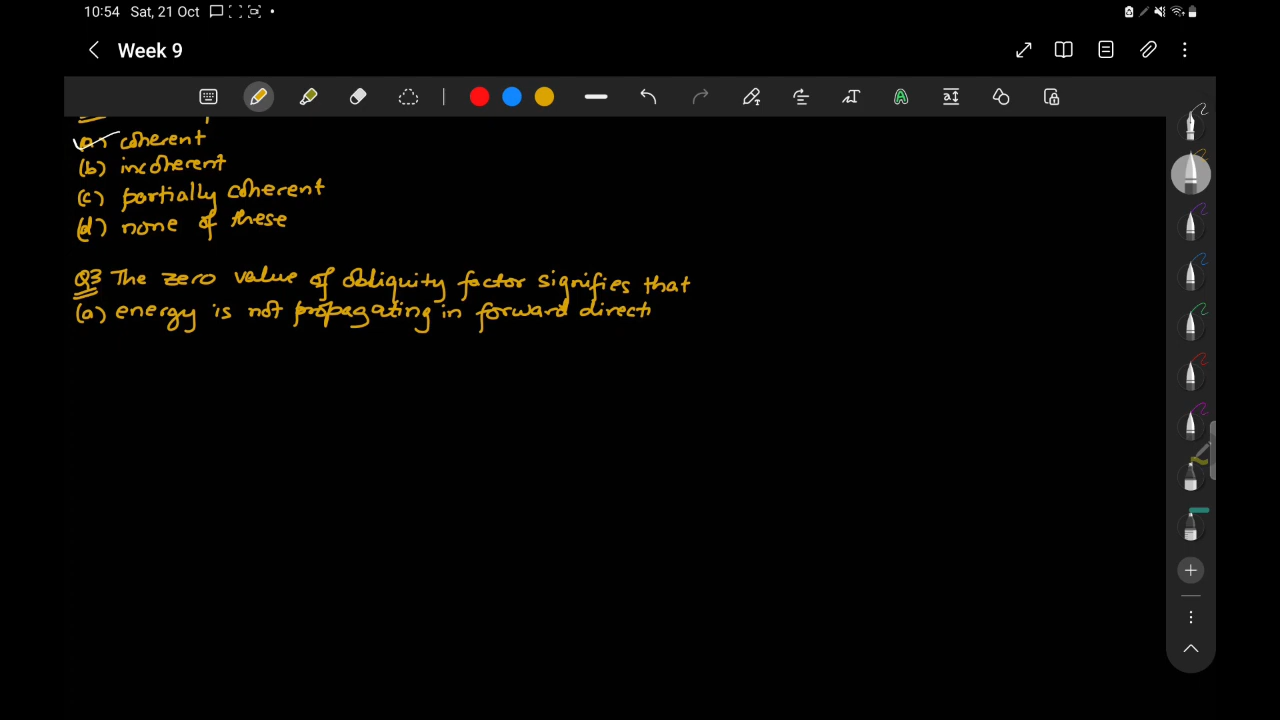 10:54 Sat, 21 Oct
Week 9
(a) coherent
(b) incoherent
(c) partially coherent
(d) none of these
Q3 The zero value of obliquity factor signifies that
(a) energy is not propagating in forward directi